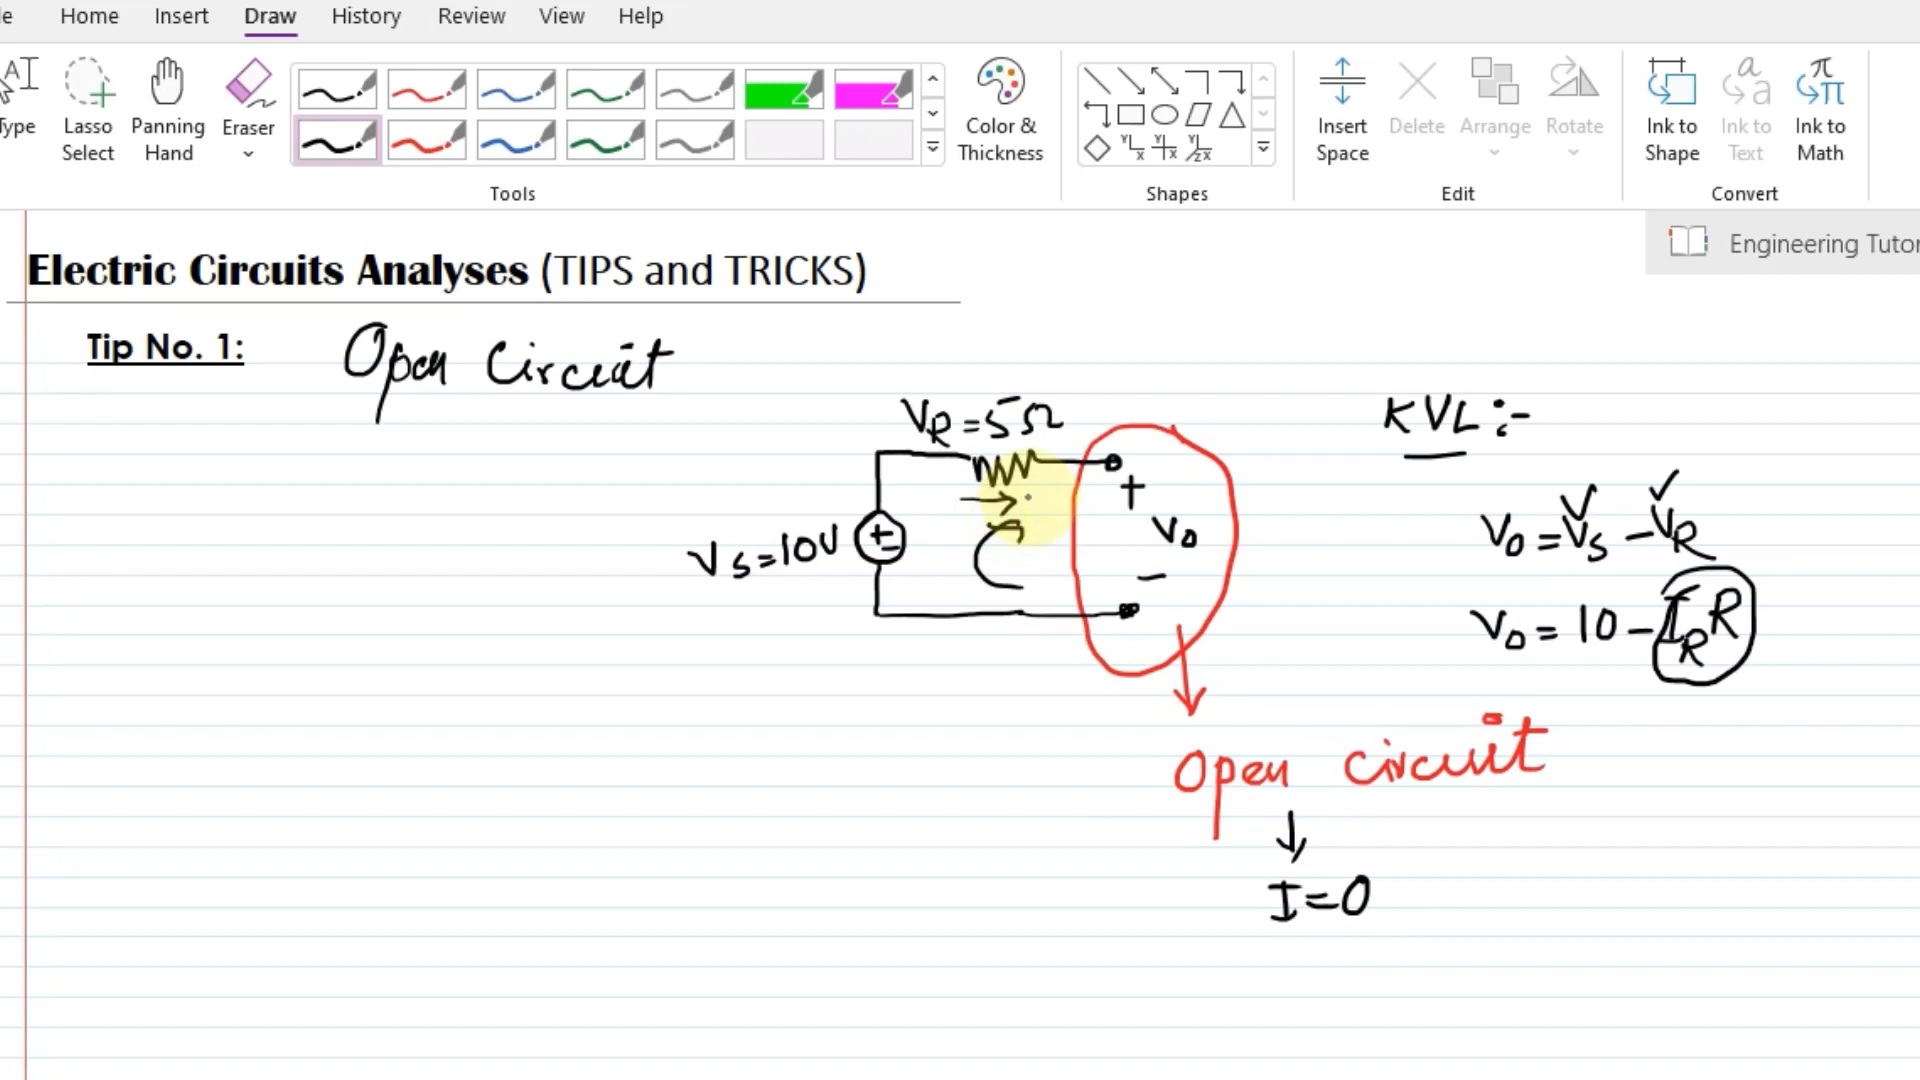 Home Insert Draw History Review View Help
Type
Lasso Select
Panning Hand
Eraser
Color & Thickness
Insert Space
Delete
Arrange
Rotate
Ink to Shape
Ink to Text
Ink to Math
Tools
Shapes
Edit
Convert
Engineering Tutor
Electric Circuits Analyses (TIPS and TRICKS)
Tip No. 1: Open Circuit
VR = 5Ω
KVL:-
+
Vs = 10V
Vo
-
Vo = Vs - VR
Vo = 10 - IR R
Open circuit
I = 0